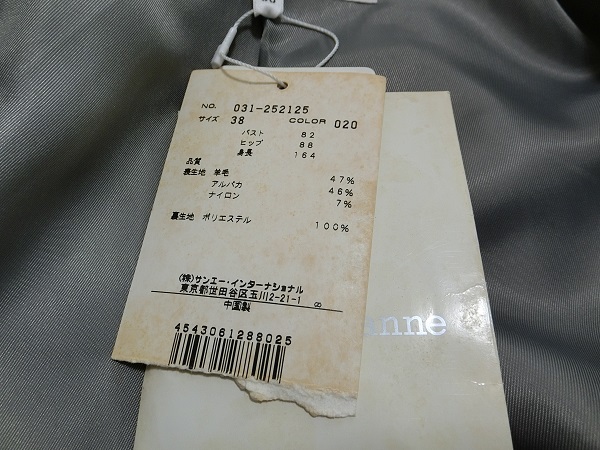 NO. 031-252125
サイズ 38 COLOR 020
バスト 82
ヒップ 88
身長 164
品質
表生地 羊毛 47%
アルパカ 46%
ナイロン 7%
裏生地 ポリエステル 100%
(株)サンエー・インターナショナル
東京都世田谷区玉川2-21-1
中国製
4543061288025
anne